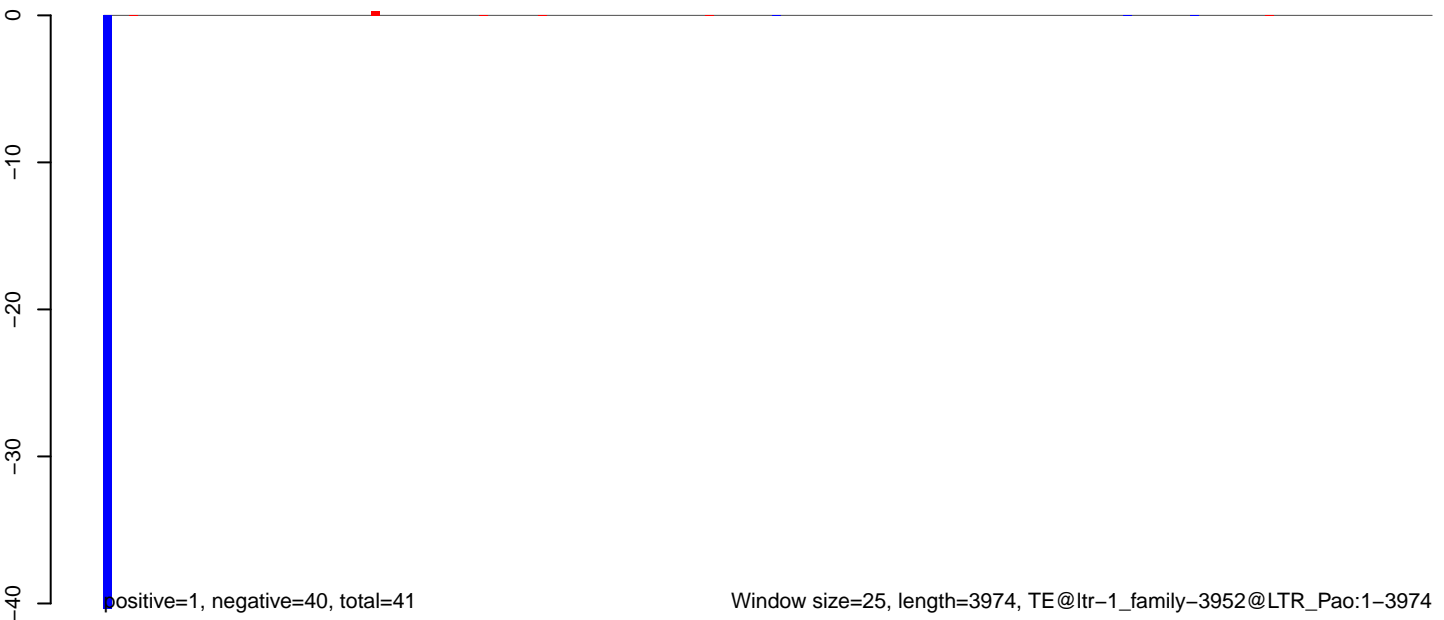 0
−10
−20
−30
−40
positive=1, negative=40, total=41
Window size=25, length=3974, TE@ltr−1_family−3952@LTR_Pao:1−3974